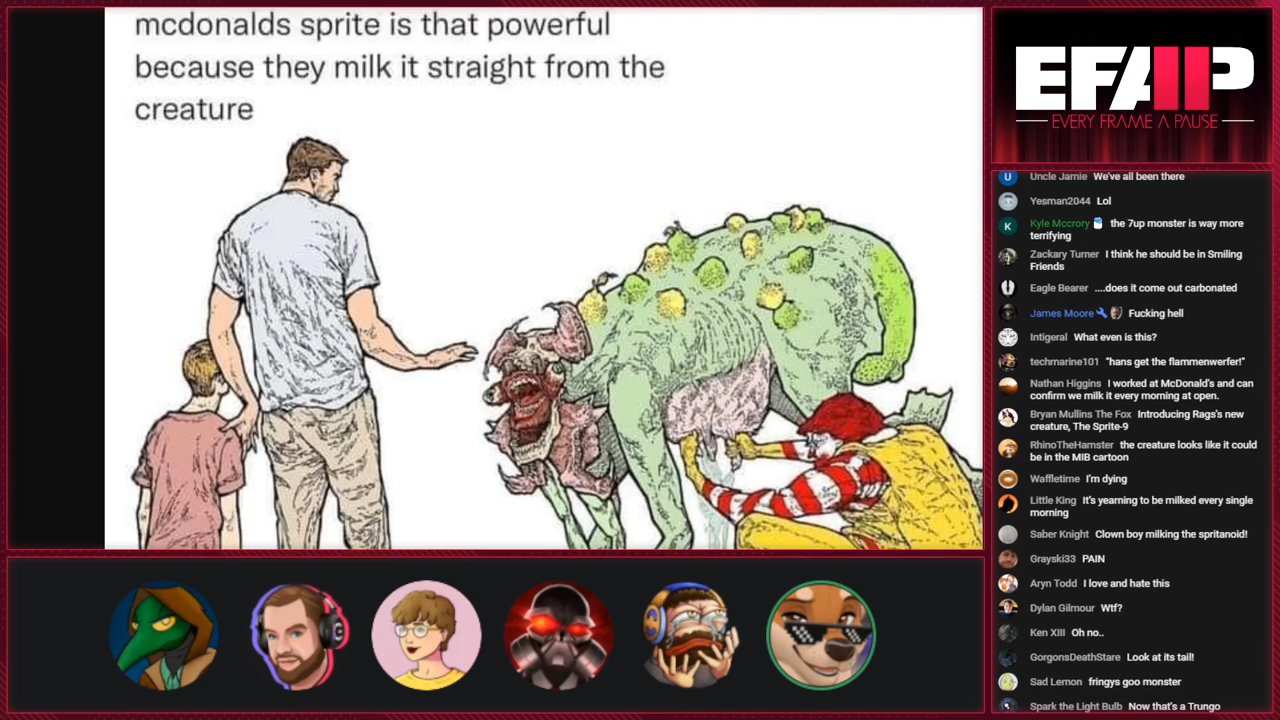 mcdonalds sprite is that powerful
because they milk it straight from the
creature
EFAP
EVERY FRAME A PAUSE
U Uncle Jamie We've all been there
Yesman2044 Lol
K Kyle Mccrory the 7up monster is way more
terrifying
Zackary Turner I think he should be in Smiling
Friends
Eagle Bearer ....does it come out carbonated
James Moore Fucking hell
Intigeral What even is this?
techmarine101 "hans get the flammenwerfer!"
Nathan Higgins I worked at McDonald's and can
confirm we milk it every morning at open.
Bryan Mullins The Fox Introducing Rags's new
creature, The Sprite-9
RhinoTheHamster the creature looks like it could
be in the MIB cartoon
Waffletime I'm dying
Little King It's yearning to be milked every single
morning
Saber Knight Clown boy milking the spritanoid!
Grayski33 PAIN
Aryn Todd I love and hate this
Dylan Gilmour Wtf?
Ken XIII Oh no..
GorgonsDeathStare Look at its tail!
Sad Lemon fringys goo monster
Spark the Light Bulb Now that's a Trungo